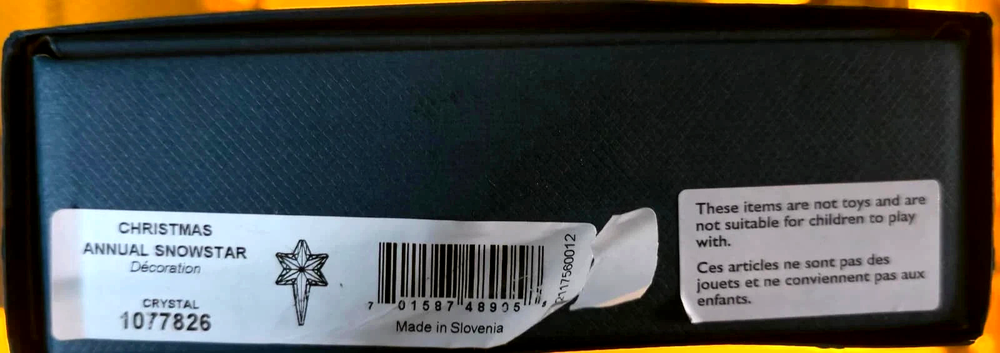 CHRISTMAS
ANNUAL SNOWSTAR
Décoration
CRYSTAL
1077826
7 01587 48905
Made in Slovenia
117560012
These items are not toys and are
not suitable for children to play
with.
Ces articles ne sont pas des
jouets et ne conviennent pas aux
enfants.